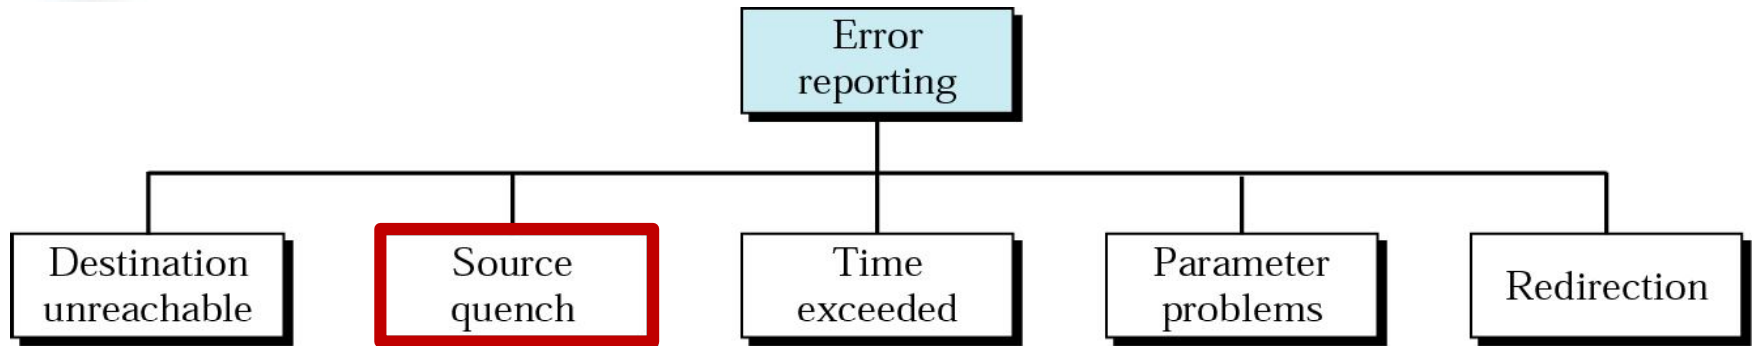 Error
reporting
Destination
unreachable
Source
quench
Time
exceeded
Parameter
problems
Redirection